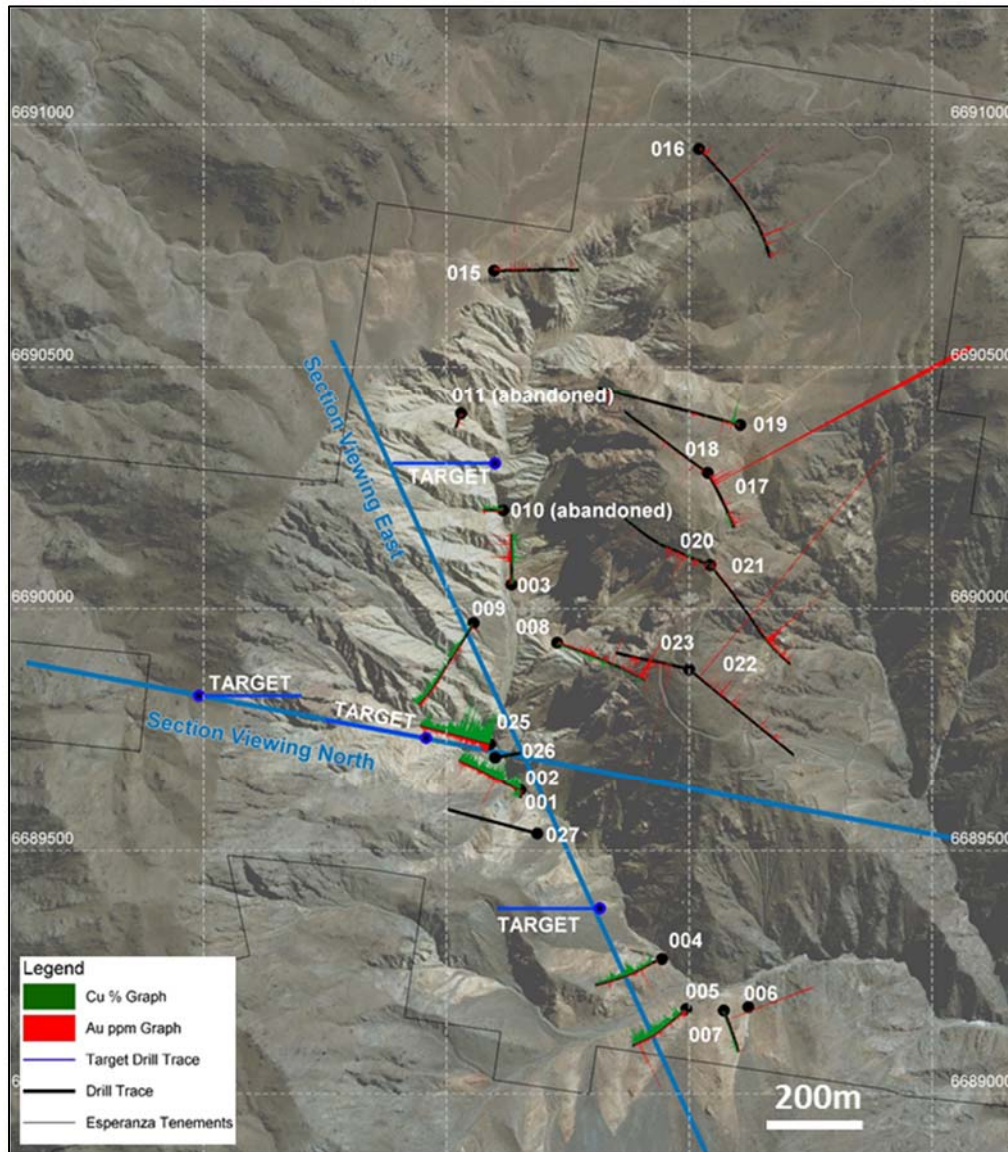 6691000
6691000
016
015
6690500
6690500
Section Viewing East
011 (abandoned)
019
018
TARGET
017
010 (abandoned)
020
021
003
6690000
6690000
009
008
023
022
TARGET
TARGET
025
Section Viewing North
026
002
001
6689500
6689500
027
TARGET
004
005
006
007
6689000
Legend
Cu % Graph
Au ppm Graph
Target Drill Trace
Drill Trace
Esperanza Tenements
200m